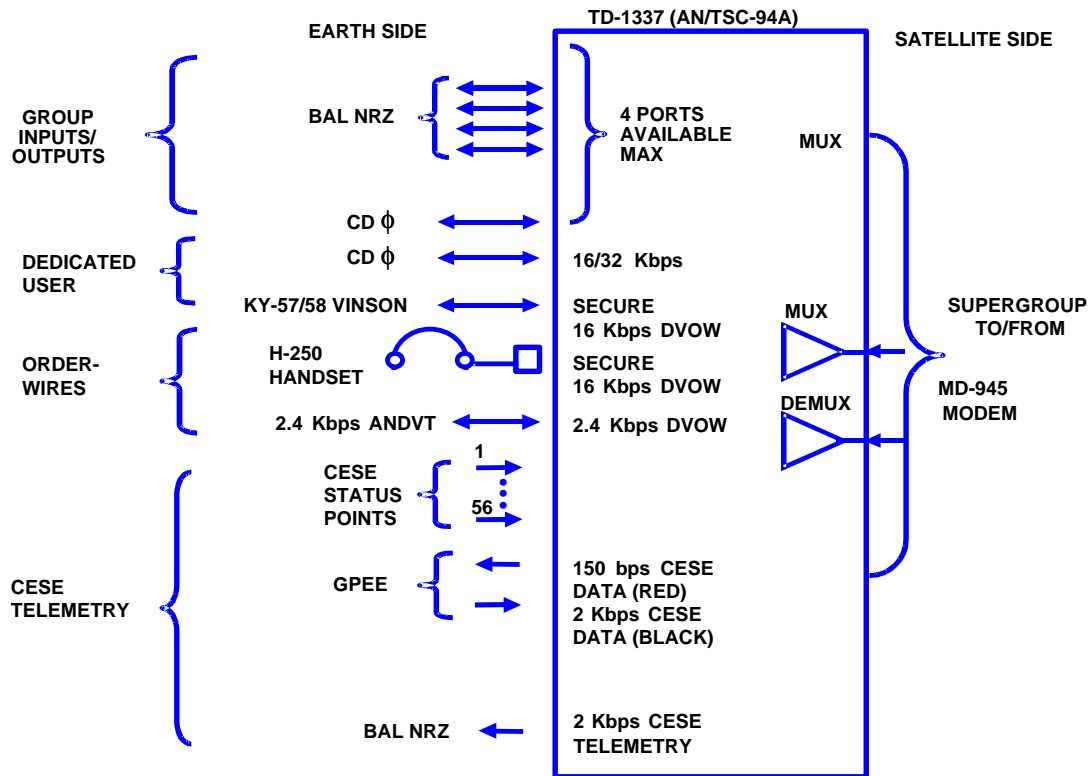 TD-1337 (AN/TSC-94A)
EARTH SIDE
SATELLITE SIDE
GROUP
INPUTS/
OUTPUTS
BAL NRZ
4 PORTS
AVAILABLE
MAX
MUX
CD ϕ
DEDICATED
USER
CD ϕ
16/32 Kbps
KY-57/58 VINSON
SECURE
16 Kbps DVOW
MUX
SUPERGROUP
TO/FROM
ORDER-
WIRES
H-250
HANDSET
SECURE
16 Kbps DVOW
DEMUX
MD-945
MODEM
2.4 Kbps ANDVT
2.4 Kbps DVOW
CESE
STATUS
POINTS
1
56
CESE
TELEMETRY
GPEE
150 bps CESE
DATA (RED)
2 Kbps CESE
DATA (BLACK)
BAL NRZ
2 Kbps CESE
TELEMETRY